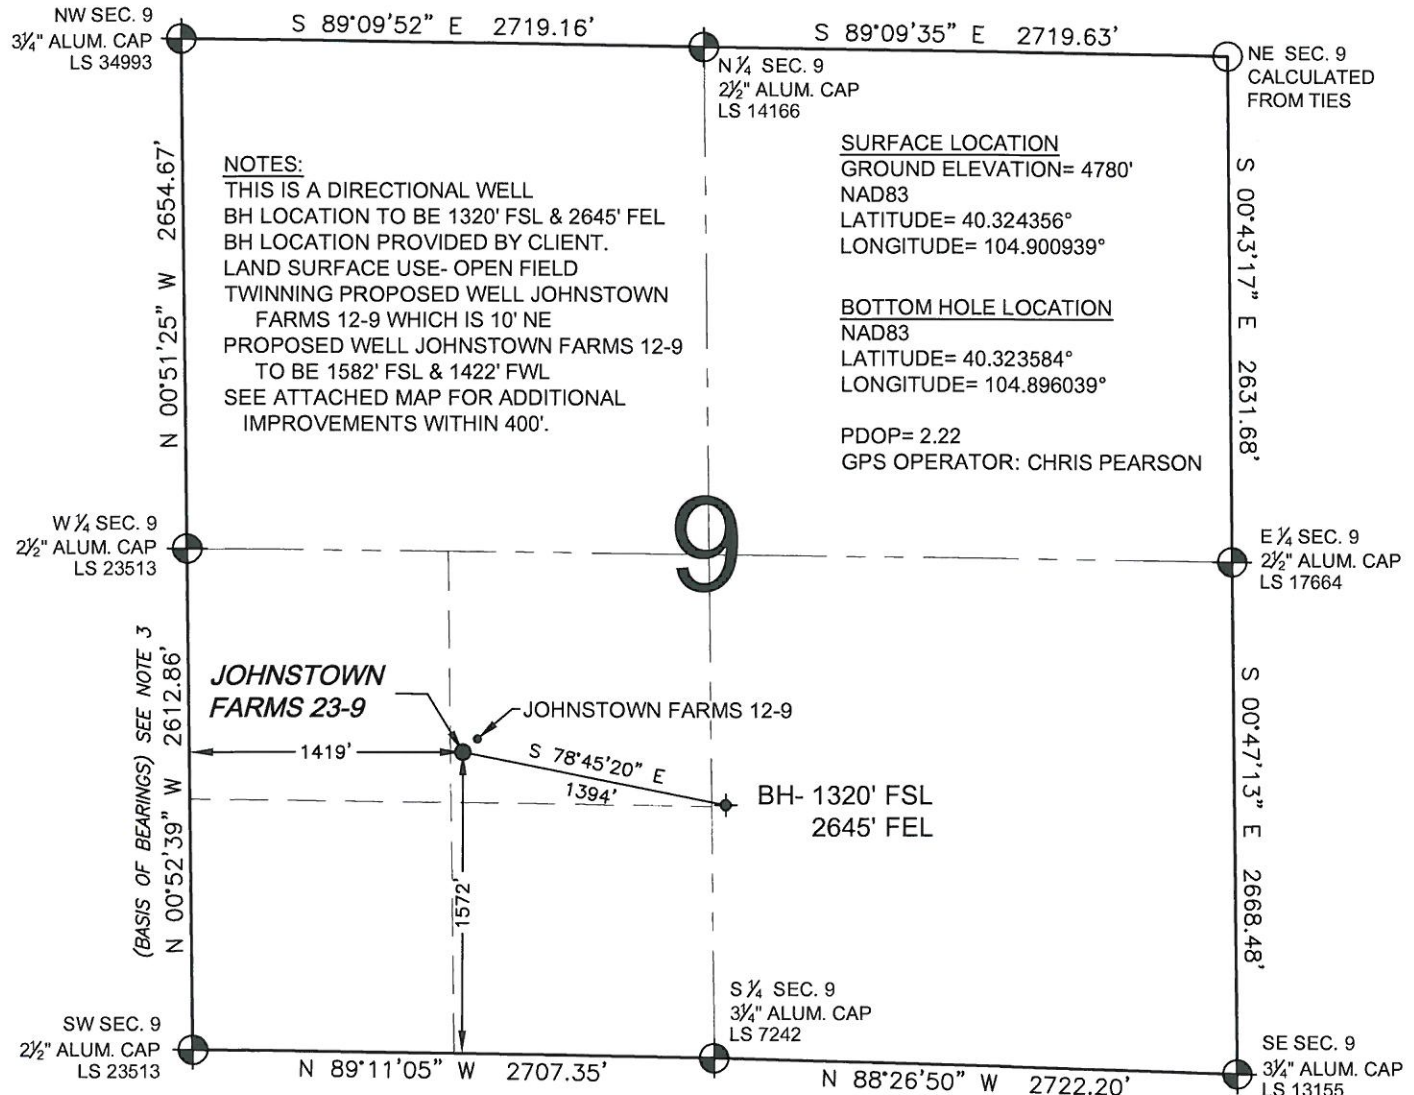 NW SEC. 9
3¼" ALUM. CAP
LS 34993
S 89°09'52" E 2719.16'
N ¼ SEC. 9
2½" ALUM. CAP
LS 14166
S 89°09'35" E 2719.63'
NE SEC. 9
CALCULATED
FROM TIES
N 00°51'25" W 2654.67'
NOTES:
THIS IS A DIRECTIONAL WELL
BH LOCATION TO BE 1320' FSL & 2645' FEL
BH LOCATION PROVIDED BY CLIENT.
LAND SURFACE USE- OPEN FIELD
TWINNING PROPOSED WELL JOHNSTOWN
FARMS 12-9 WHICH IS 10' NE
PROPOSED WELL JOHNSTOWN FARMS 12-9
TO BE 1582' FSL & 1422' FWL
SEE ATTACHED MAP FOR ADDITIONAL
IMPROVEMENTS WITHIN 400'.
SURFACE LOCATION
GROUND ELEVATION= 4780'
NAD83
LATITUDE= 40.324356°
LONGITUDE= 104.900939°
BOTTOM HOLE LOCATION
NAD83
LATITUDE= 40.323584°
LONGITUDE= 104.896039°
PDOP= 2.22
GPS OPERATOR: CHRIS PEARSON
S 00°43'17" E 2631.68'
9
W ¼ SEC. 9
2½" ALUM. CAP
LS 23513
E ¼ SEC. 9
2½" ALUM. CAP
LS 17664
(BASIS OF BEARINGS) SEE NOTE 3
N 00°52'39" W 2612.86'
JOHNSTOWN
FARMS 23-9
JOHNSTOWN FARMS 12-9
1419'
S 78°45'20" E
1394'
BH- 1320' FSL
2645' FEL
1572'
S 00°47'13" E 2668.48'
SW SEC. 9
2½" ALUM. CAP
LS 23513
N 89°11'05" W 2707.35'
S ¼ SEC. 9
3¼" ALUM. CAP
LS 7242
N 88°26'50" W 2722.20'
SE SEC. 9
3¼" ALUM. CAP
LS 13155